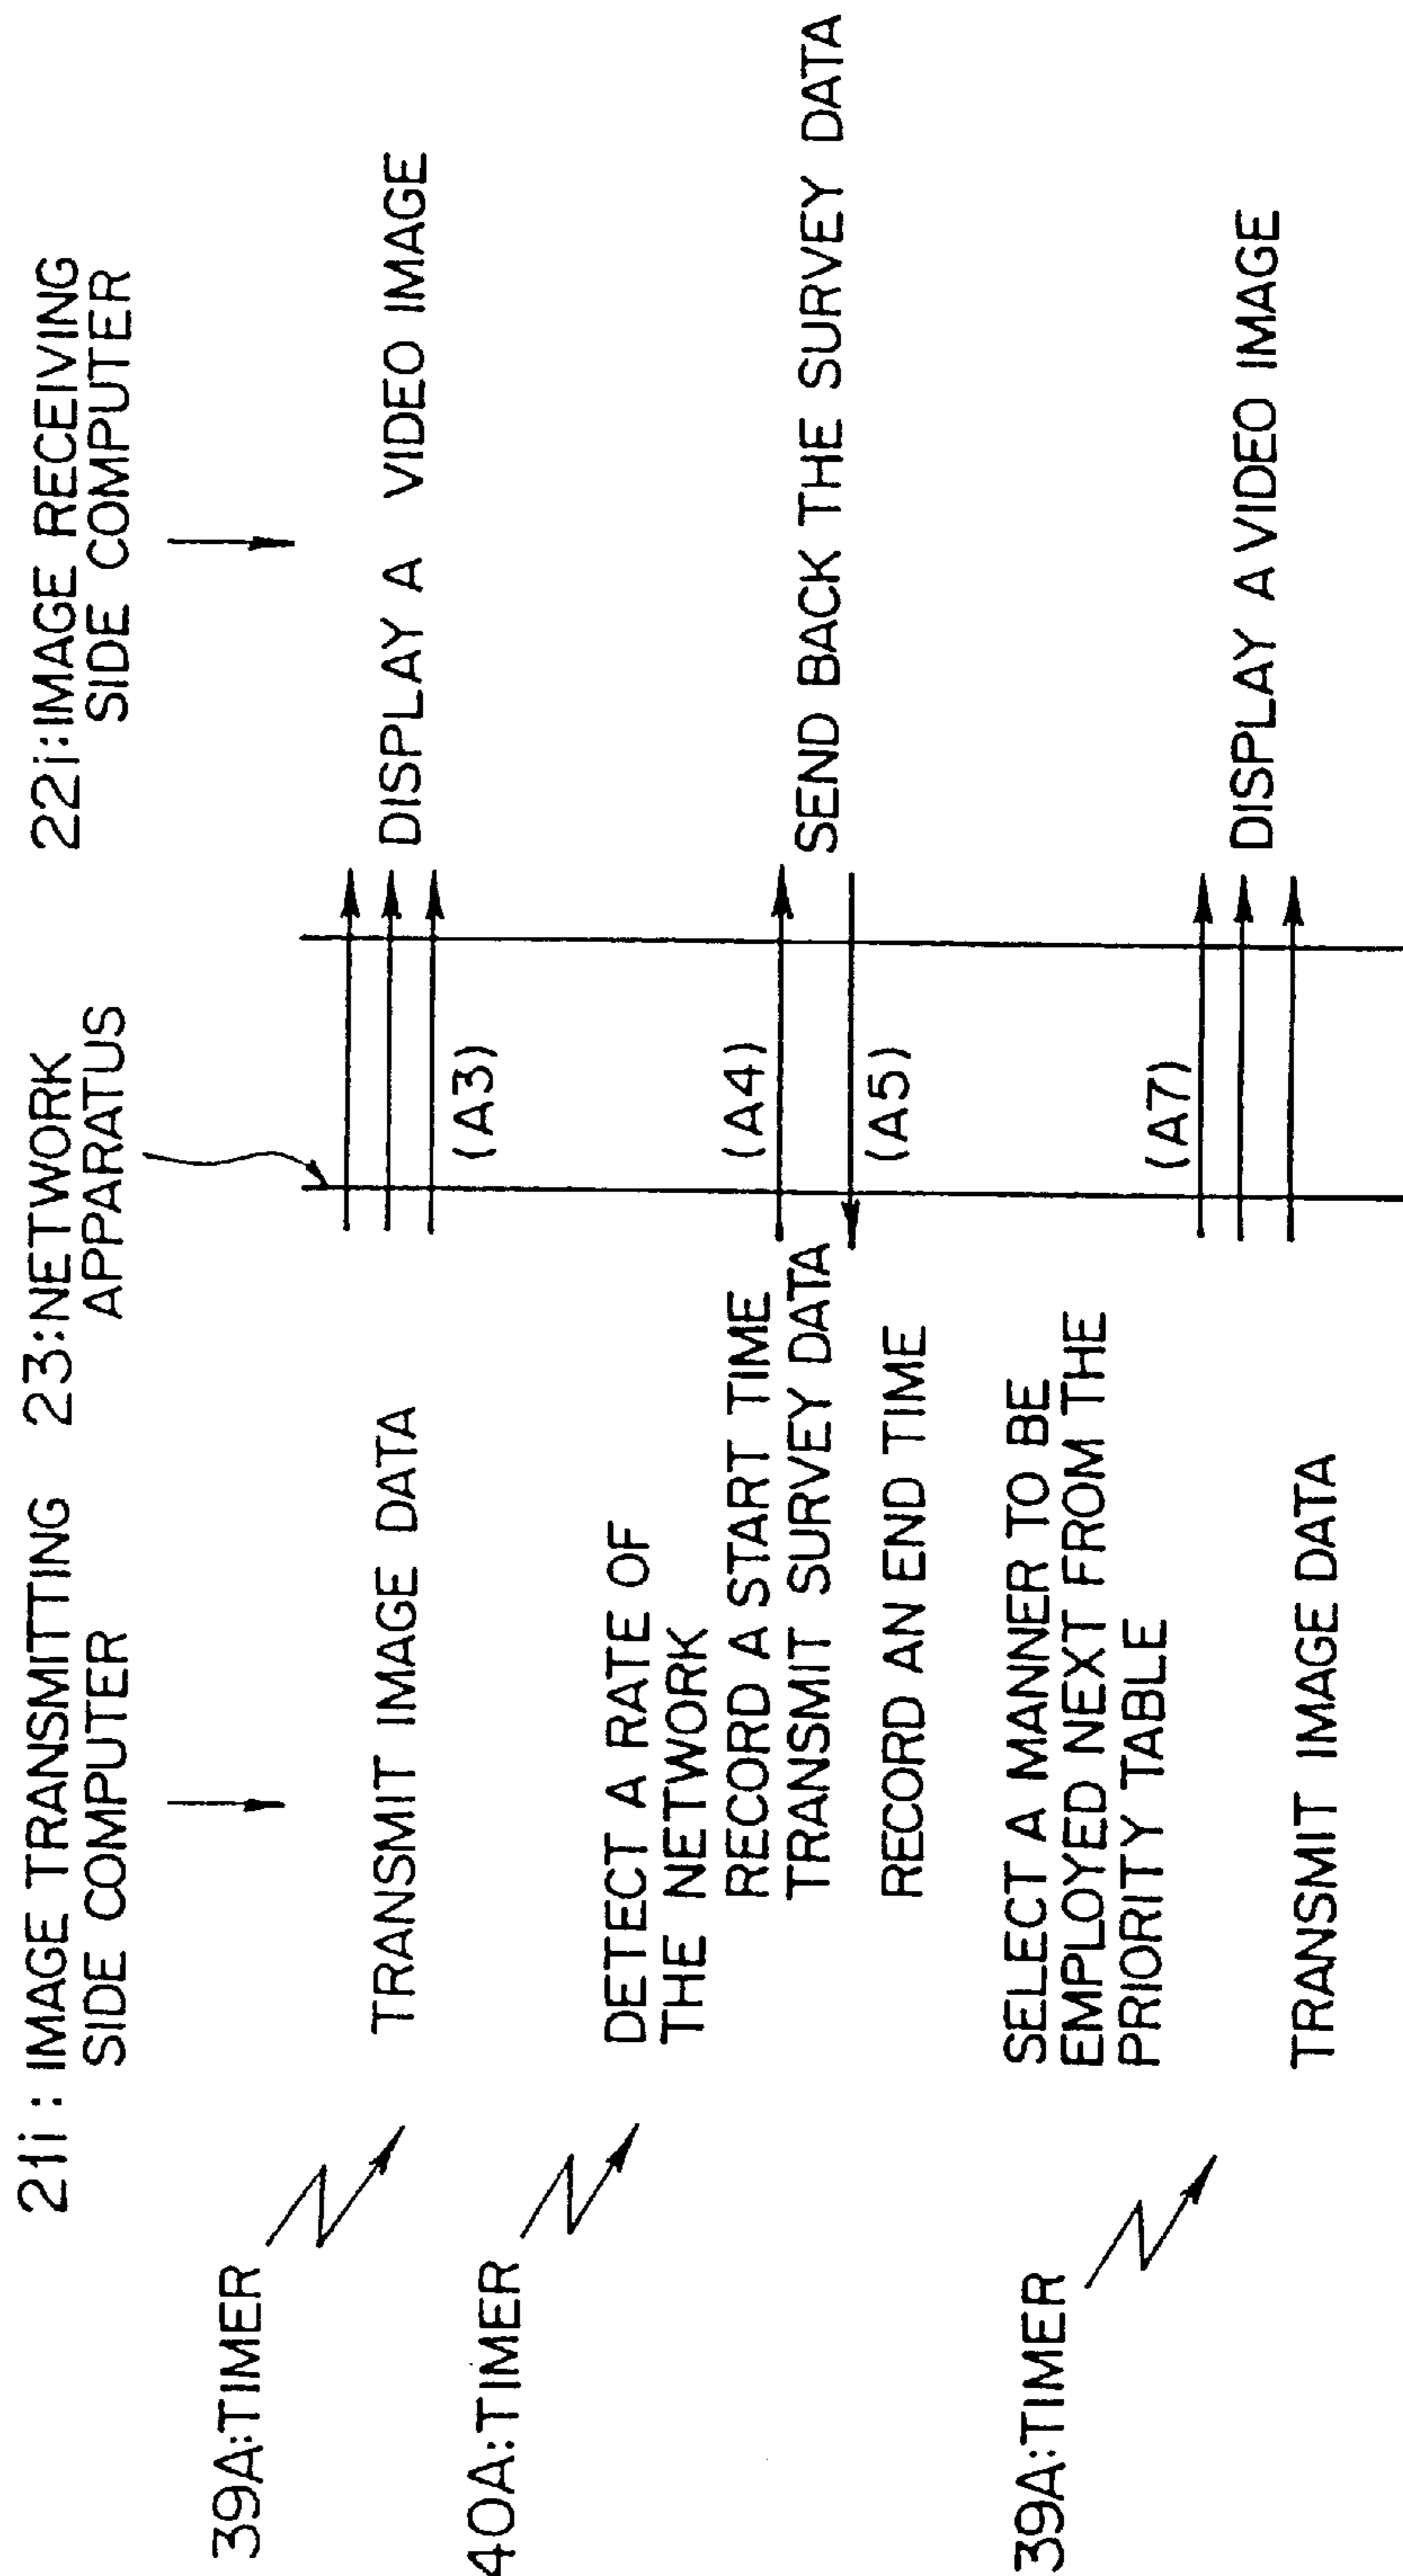 21i: IMAGE TRANSMITTING
SIDE COMPUTER
23:NETWORK
APPARATUS
22i:IMAGE RECEIVING
SIDE COMPUTER
39A:TIMER
TRANSMIT IMAGE DATA
(A3)
DISPLAY A VIDEO IMAGE
40A:TIMER
DETECT A RATE OF
THE NETWORK
RECORD A START TIME
TRANSMIT SURVEY DATA
(A4)
SEND BACK THE SURVEY DATA
(A5)
RECORD AN END TIME
SELECT A MANNER TO BE
EMPLOYED NEXT FROM THE
PRIORITY TABLE
39A:TIMER
(A7)
TRANSMIT IMAGE DATA
DISPLAY A VIDEO IMAGE